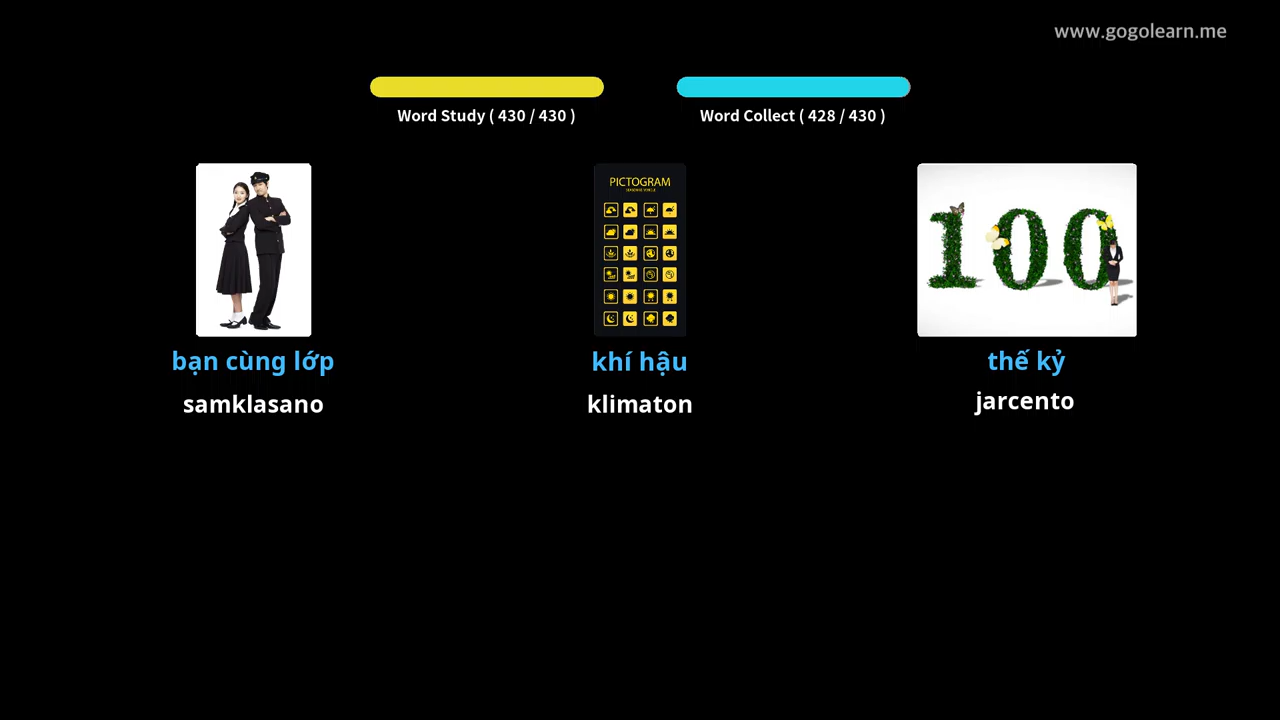 www.gogolearn.me
Word Study ( 430 / 430 )
Word Collect ( 428 / 430 )
PICTOGRAM
100
bạn cùng lớp
khí hậu
thế kỷ
samklasano
klimaton
jarcento